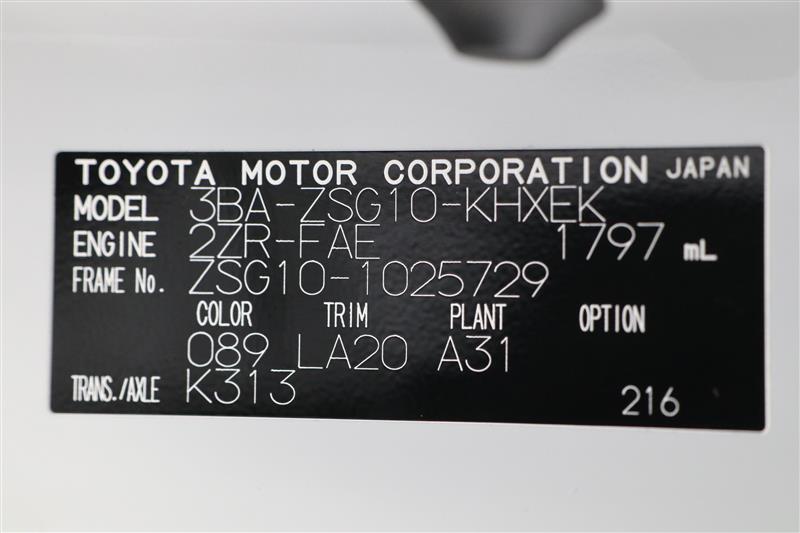 TOYOTA MOTOR CORPORATION JAPAN
MODEL 3BA-ZSG10-KHXEK
ENGINE 2ZR-FAE 1797 mL
FRAME No. ZSG10-1025729
COLOR TRIM PLANT OPTION
089 LA20 A31
TRANS./AXLE K313
216